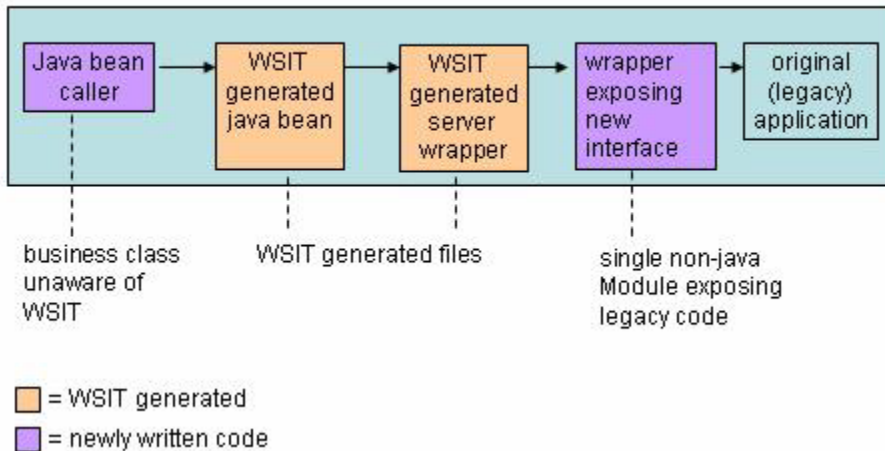 Java bean
caller
WSIT
generated
java bean
WSIT
generated
server
wrapper
wrapper
exposing
new
interface
original
(legacy)
application
business class
unaware of
WSIT
WSIT generated files
single non-java
Module exposing
legacy code
= WSIT generated
= newly written code